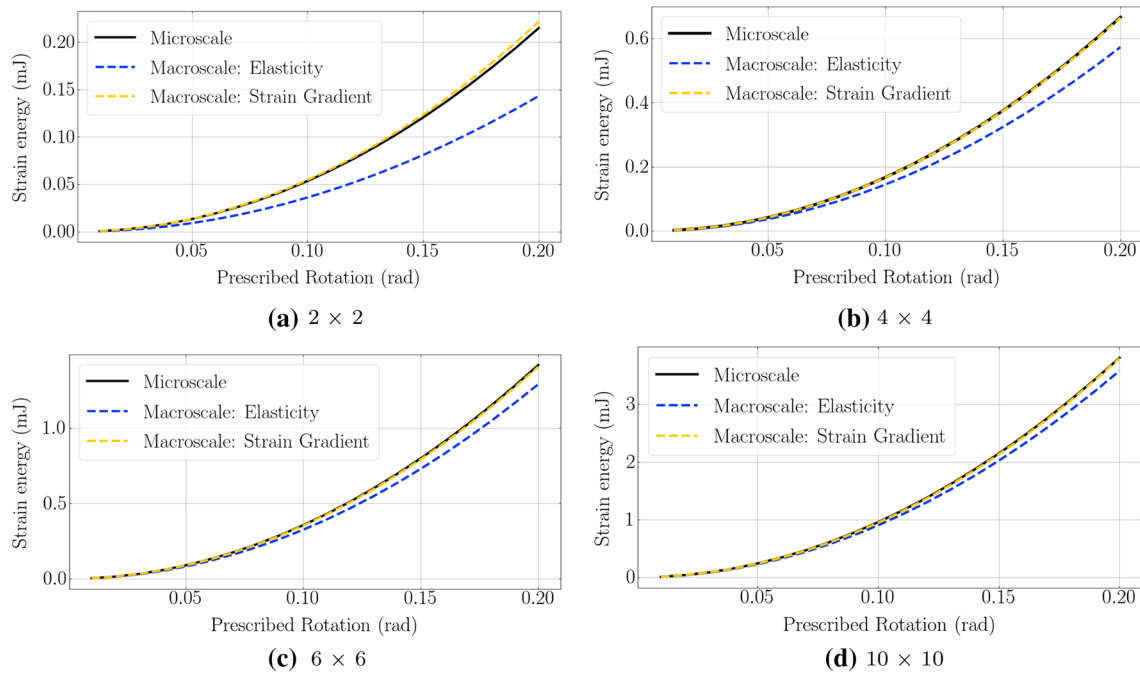 Strain energy (mJ)
0.20
0.15
0.10
0.05
0.00
Microscale
Macroscale: Elasticity
Macroscale: Strain Gradient
0.05 0.10 0.15 0.20
Prescribed Rotation (rad)
(a) 2 × 2
Strain energy (mJ)
0.6
0.4
0.2
0.0
Microscale
Macroscale: Elasticity
Macroscale: Strain Gradient
0.05 0.10 0.15 0.20
Prescribed Rotation (rad)
(b) 4 × 4
Strain energy (mJ)
1.0
0.5
0.0
Microscale
Macroscale: Elasticity
Macroscale: Strain Gradient
0.05 0.10 0.15 0.20
Prescribed Rotation (rad)
(c) 6 × 6
Strain energy (mJ)
3
2
1
0
Microscale
Macroscale: Elasticity
Macroscale: Strain Gradient
0.05 0.10 0.15 0.20
Prescribed Rotation (rad)
(d) 10 × 10